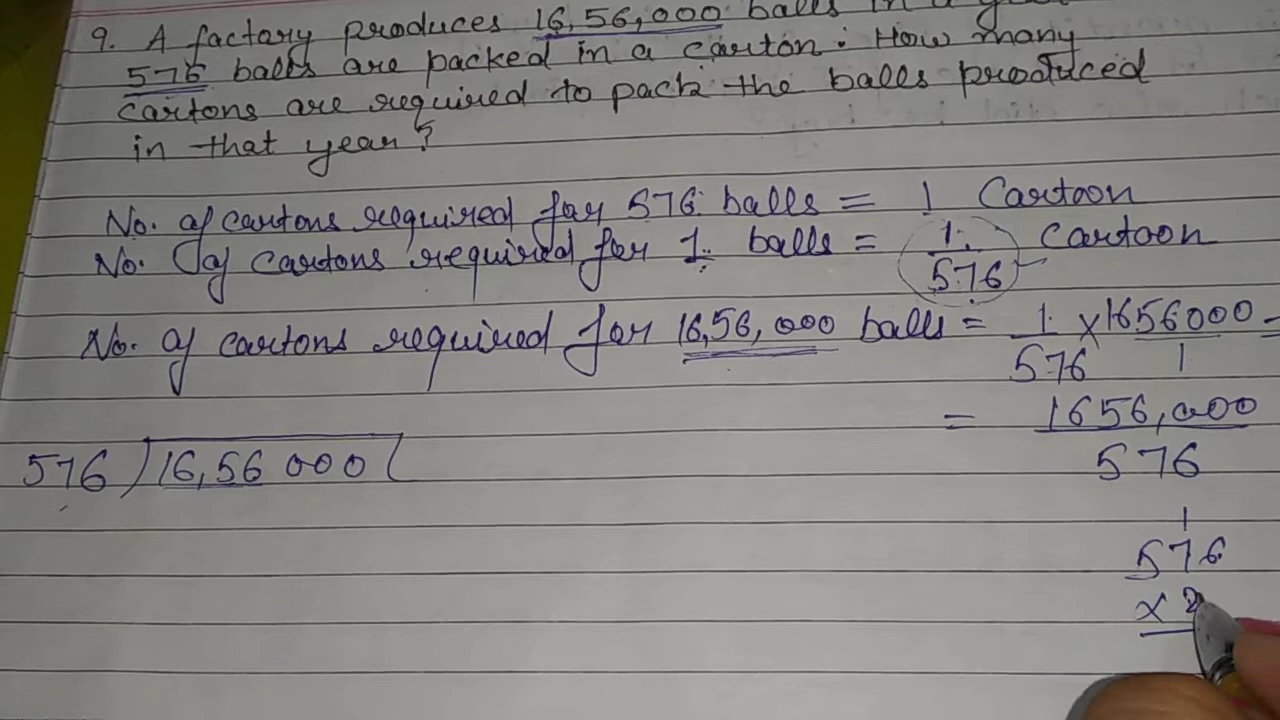 9. A factory produces 16,56,000 balls in a
576 balls are packed in a carton. How many
cartons are required to pack the balls produced
in that year?
No. of cartons required for 576 balls = 1 Cartoon
No. of cartons required for 1 balls = 1/576 Cartoon
No. of cartons required for 16,56,000 balls = 1/576 × 1656000/1 =
= 1656,000/576
576 ) 16,56 000 (
1
576
×